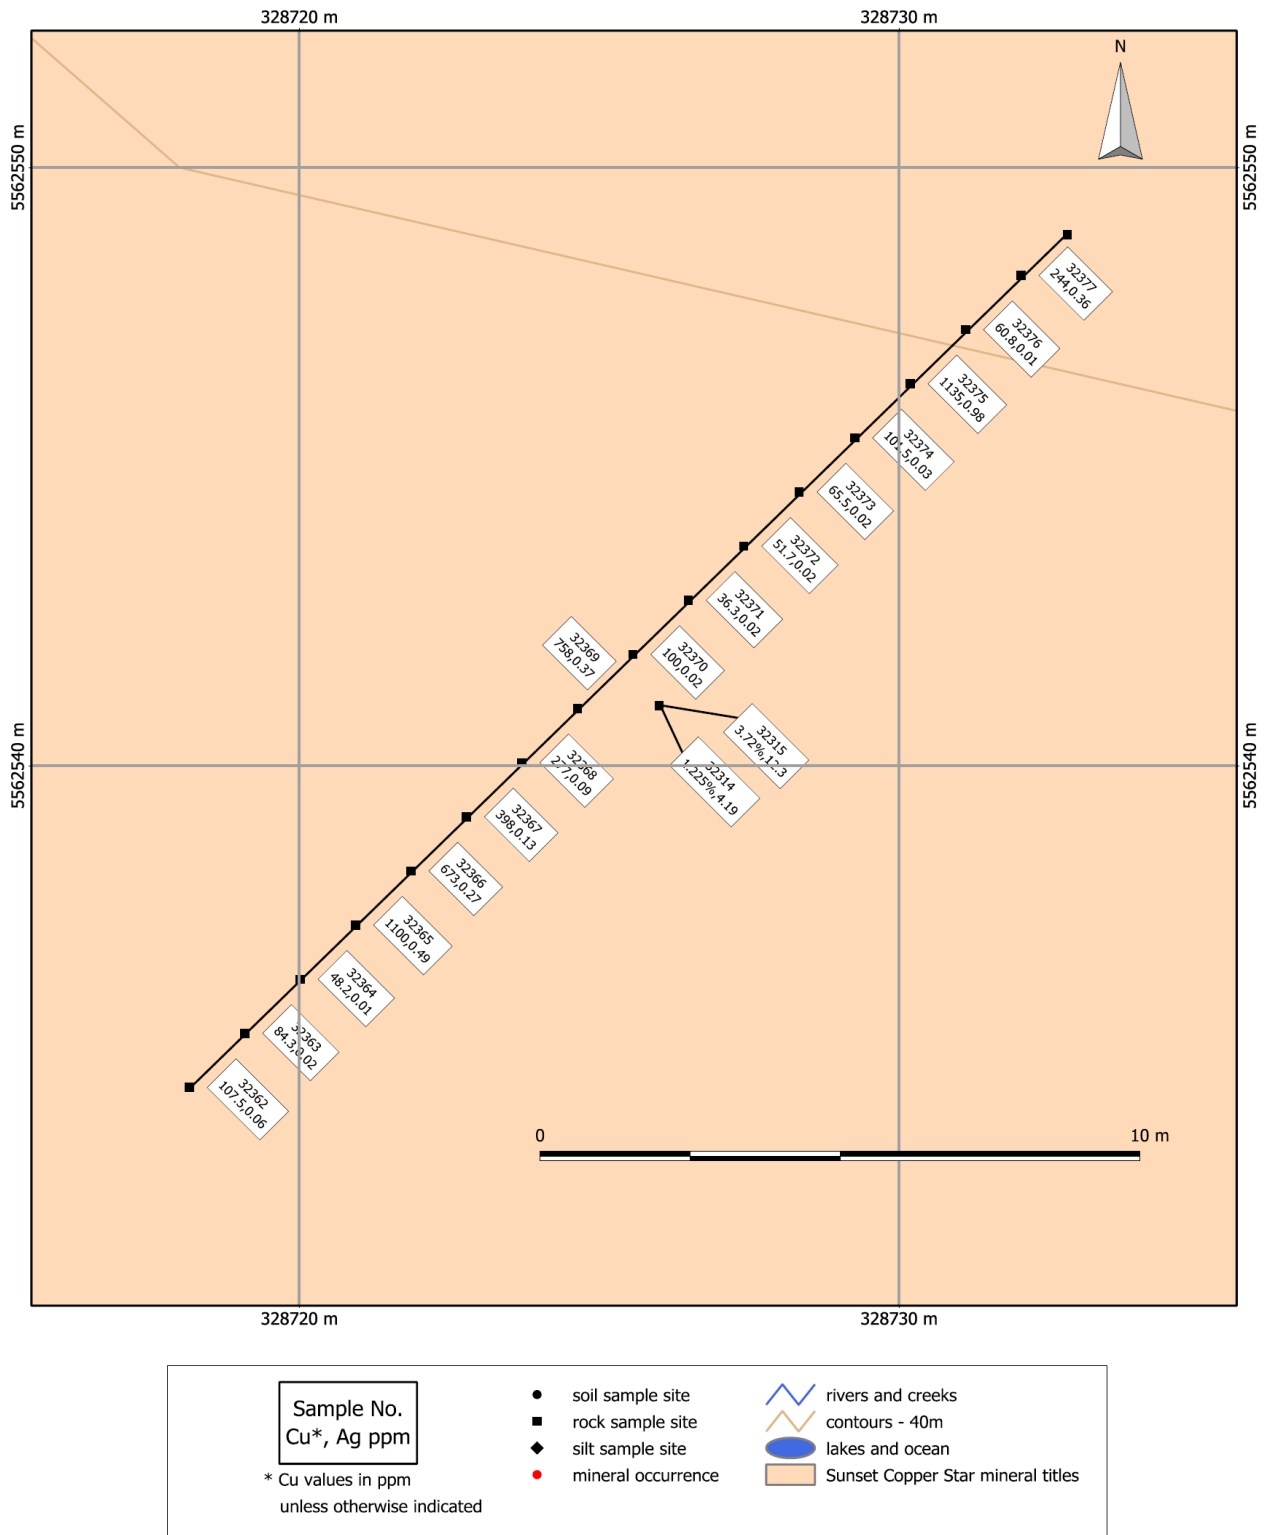 328720 m
328730 m
N
5562550 m
5562550 m
32377
244,0.36
32376
60.8,0.01
32375
1135,0.98
32374
101.5,0.03
32373
65.5,0.02
32372
51.7,0.02
32371
36.3,0.02
32369
758,0.37
32370
100,0.02
32315
3.72%,12.3
32314
1.225%,4.19
5562540 m
5562540 m
32368
277,0.09
32367
398,0.13
32366
673,0.27
32365
1100,0.49
32364
48.2,0.01
32363
84.3,0.02
32362
107.5,0.06
0
10 m
328720 m
328730 m
Sample No.
Cu*, Ag ppm
* Cu values in ppm
unless otherwise indicated
soil sample site
rock sample site
silt sample site
mineral occurrence
rivers and creeks
contours - 40m
lakes and ocean
Sunset Copper Star mineral titles